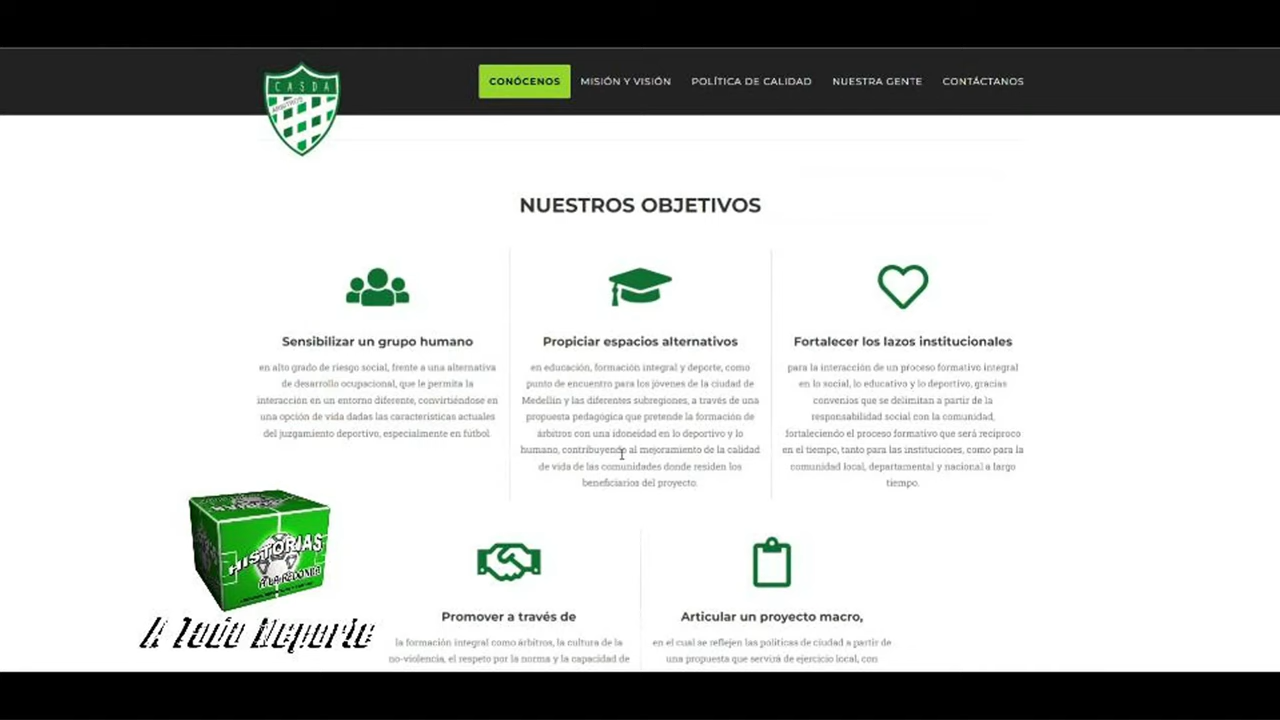 CASDA
ARBITROS
CONÓCENOS
MISIÓN Y VISIÓN
POLÍTICA DE CALIDAD
NUESTRA GENTE
CONTÁCTANOS
NUESTROS OBJETIVOS
Sensibilizar un grupo humano
en alto grado de riesgo social, frente a una alternativa
de desarrollo ocupacional, que le permita la
interacción en un entorno diferente, convirtiéndose en
una opción de vida dadas las características actuales
del juzgamiento deportivo, especialmente en fútbol.
Propiciar espacios alternativos
en educación, formación integral y deporte, como
punto de encuentro para los jóvenes de la ciudad de
Medellín y las diferentes subregiones, a través de una
propuesta pedagógica que pretende la formación de
árbitros con una idoneidad en lo deportivo y lo
humano, contribuyendo al mejoramiento de la calidad
de vida de las comunidades donde residen los
beneficiarios del proyecto.
Fortalecer los lazos institucionales
para la interacción de un proceso formativo integral
en lo social, lo educativo y lo deportivo, gracias
convenios que se delimitan a partir de la
responsabilidad social con la comunidad,
fortaleciendo el proceso formativo que será recíproco
en el tiempo, tanto para las instituciones, como para la
comunidad local, departamental y nacional a largo
tiempo.
Promover a través de
la formación integral como árbitros, la cultura de la
no-violencia, el respeto por la norma y la capacidad de
Articular un proyecto macro,
en el cual se reflejen las políticas de ciudad a partir de
una propuesta que servirá de ejercicio local, con
HISTORIAS
A LA REDONDA
A Todo Deporte